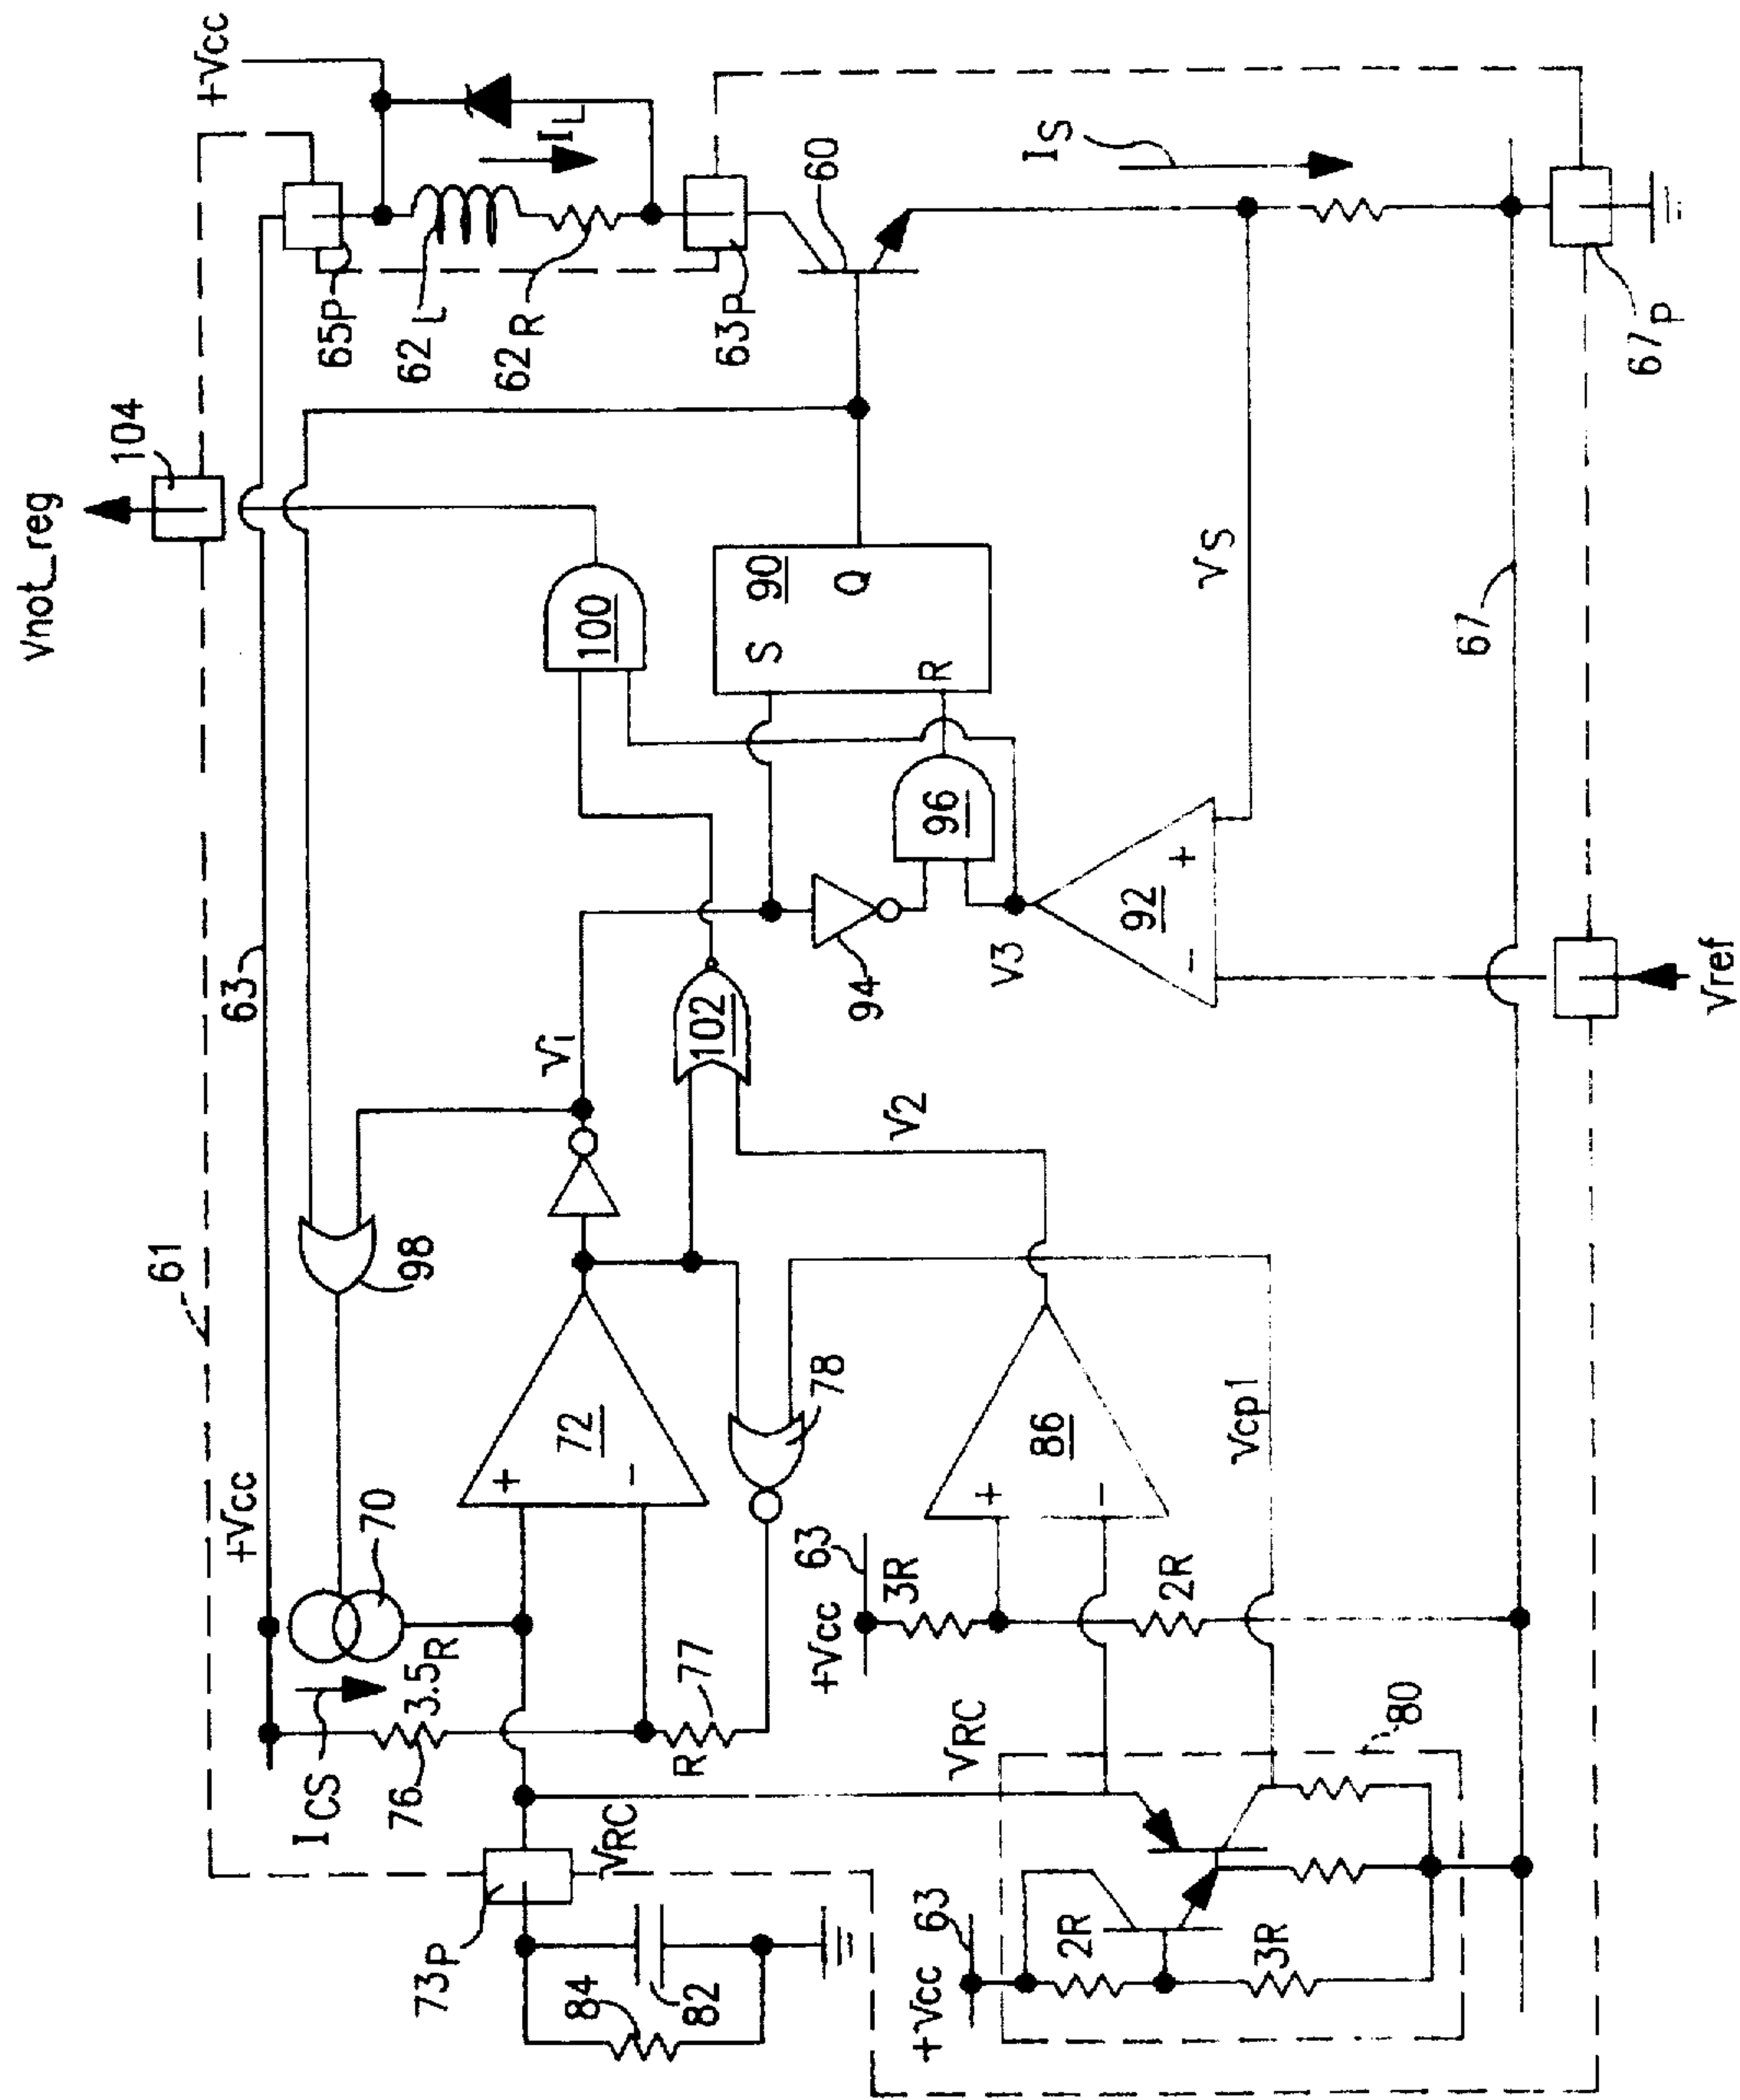 vnot_reg
104
+Vcc
65P
62L
62R
IL
63P
60
IS
67P
63
61
98
+Vcc
70
ICS
76
3.5R
R
77
73P
VRC
84
82
72
+
-
78
Vi
102
V2
100
90
S
Q
R
94
96
V3
92
+
-
VS
67
Vref
86
+
-
+Vcc
63
3R
2R
Vcp1
VRC
80
+Vcc
63
2R
3R